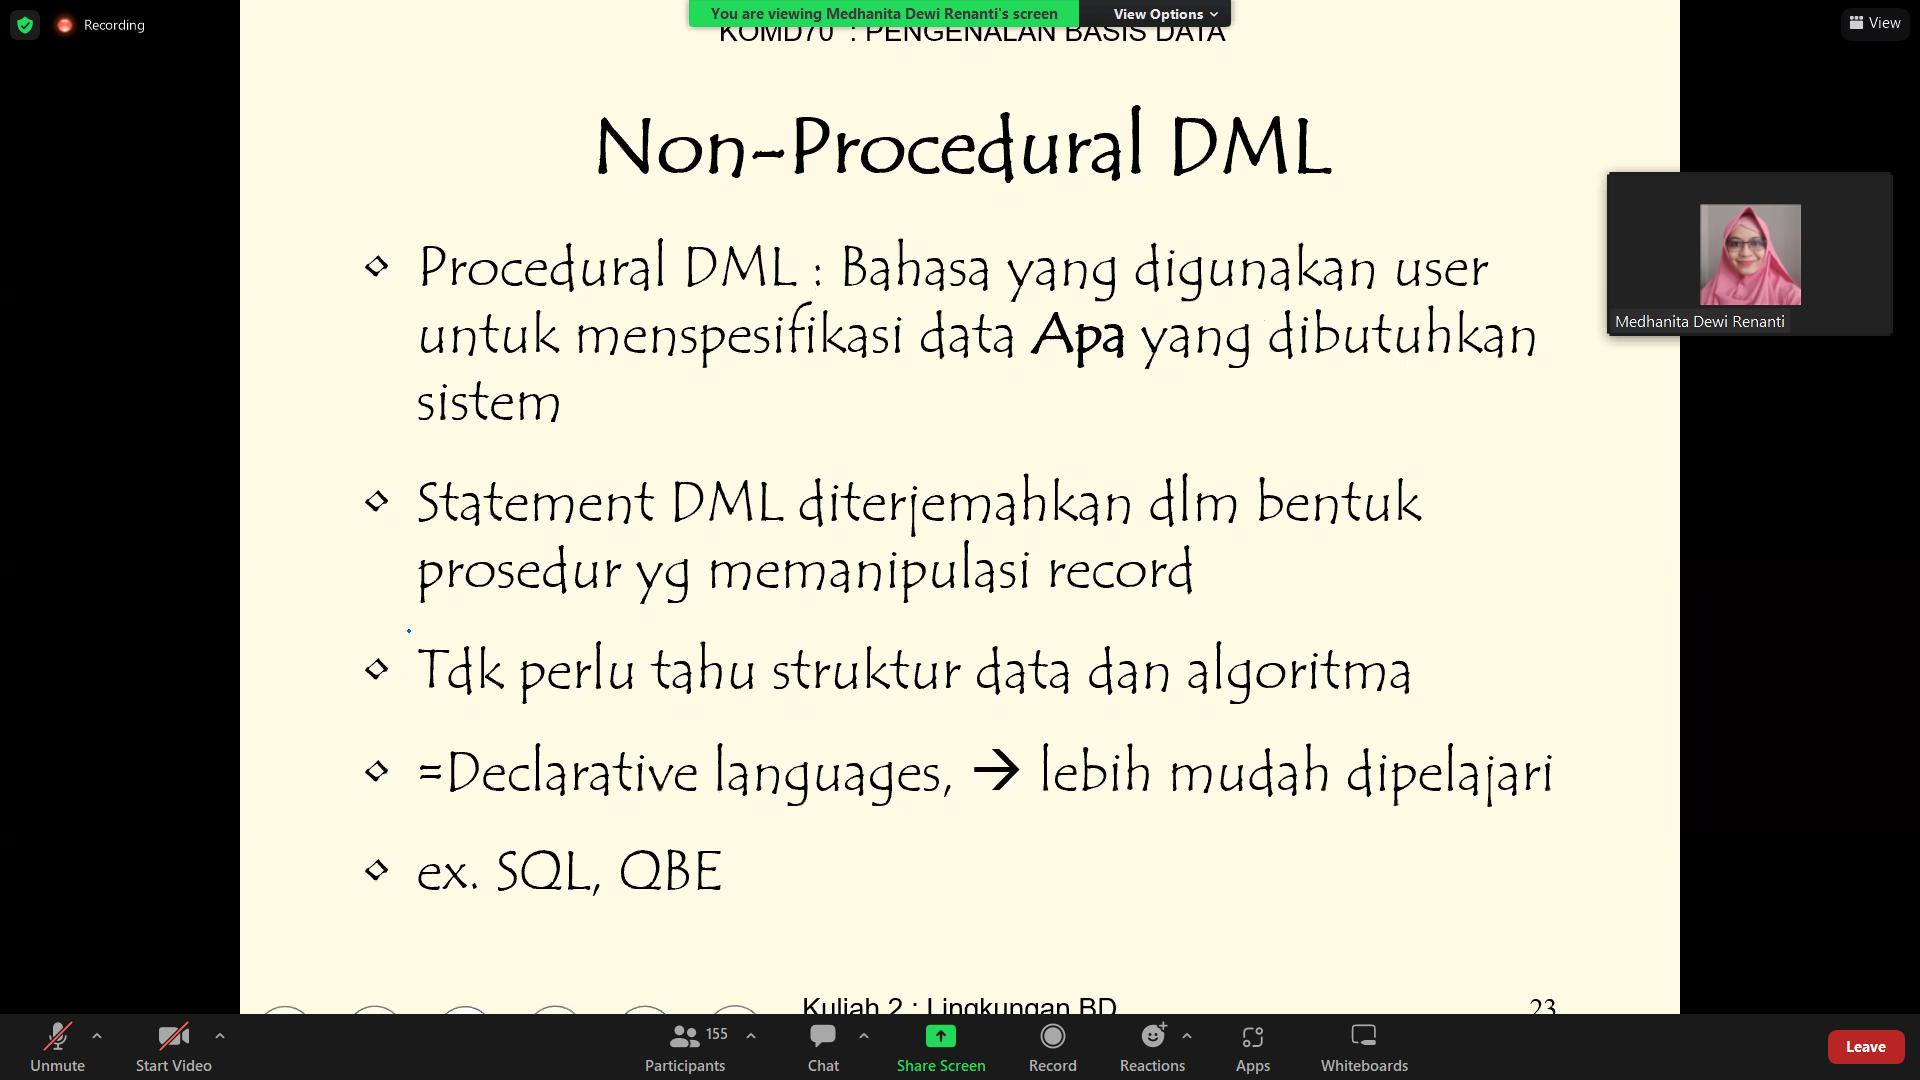 Recording
You are viewing Medhanita Dewi Renanti's screen
View Options
View
KOMD70 : PENGENALAN BASIS DATA
Non-Procedural DML
Procedural DML : Bahasa yang digunakan user
untuk menspesifikasi data Apa yang dibutuhkan
sistem
Medhanita Dewi Renanti
Statement DML diterjemahkan dlm bentuk
prosedur yg memanipulasi record
Tdk perlu tahu struktur data dan algoritma
=Declarative languages, → lebih mudah dipelajari
ex. SQL, QBE
Kuliah 2 : Lingkungan BD
23
Unmute
Start Video
155
Participants
Chat
Share Screen
Record
Reactions
Apps
Whiteboards
Leave